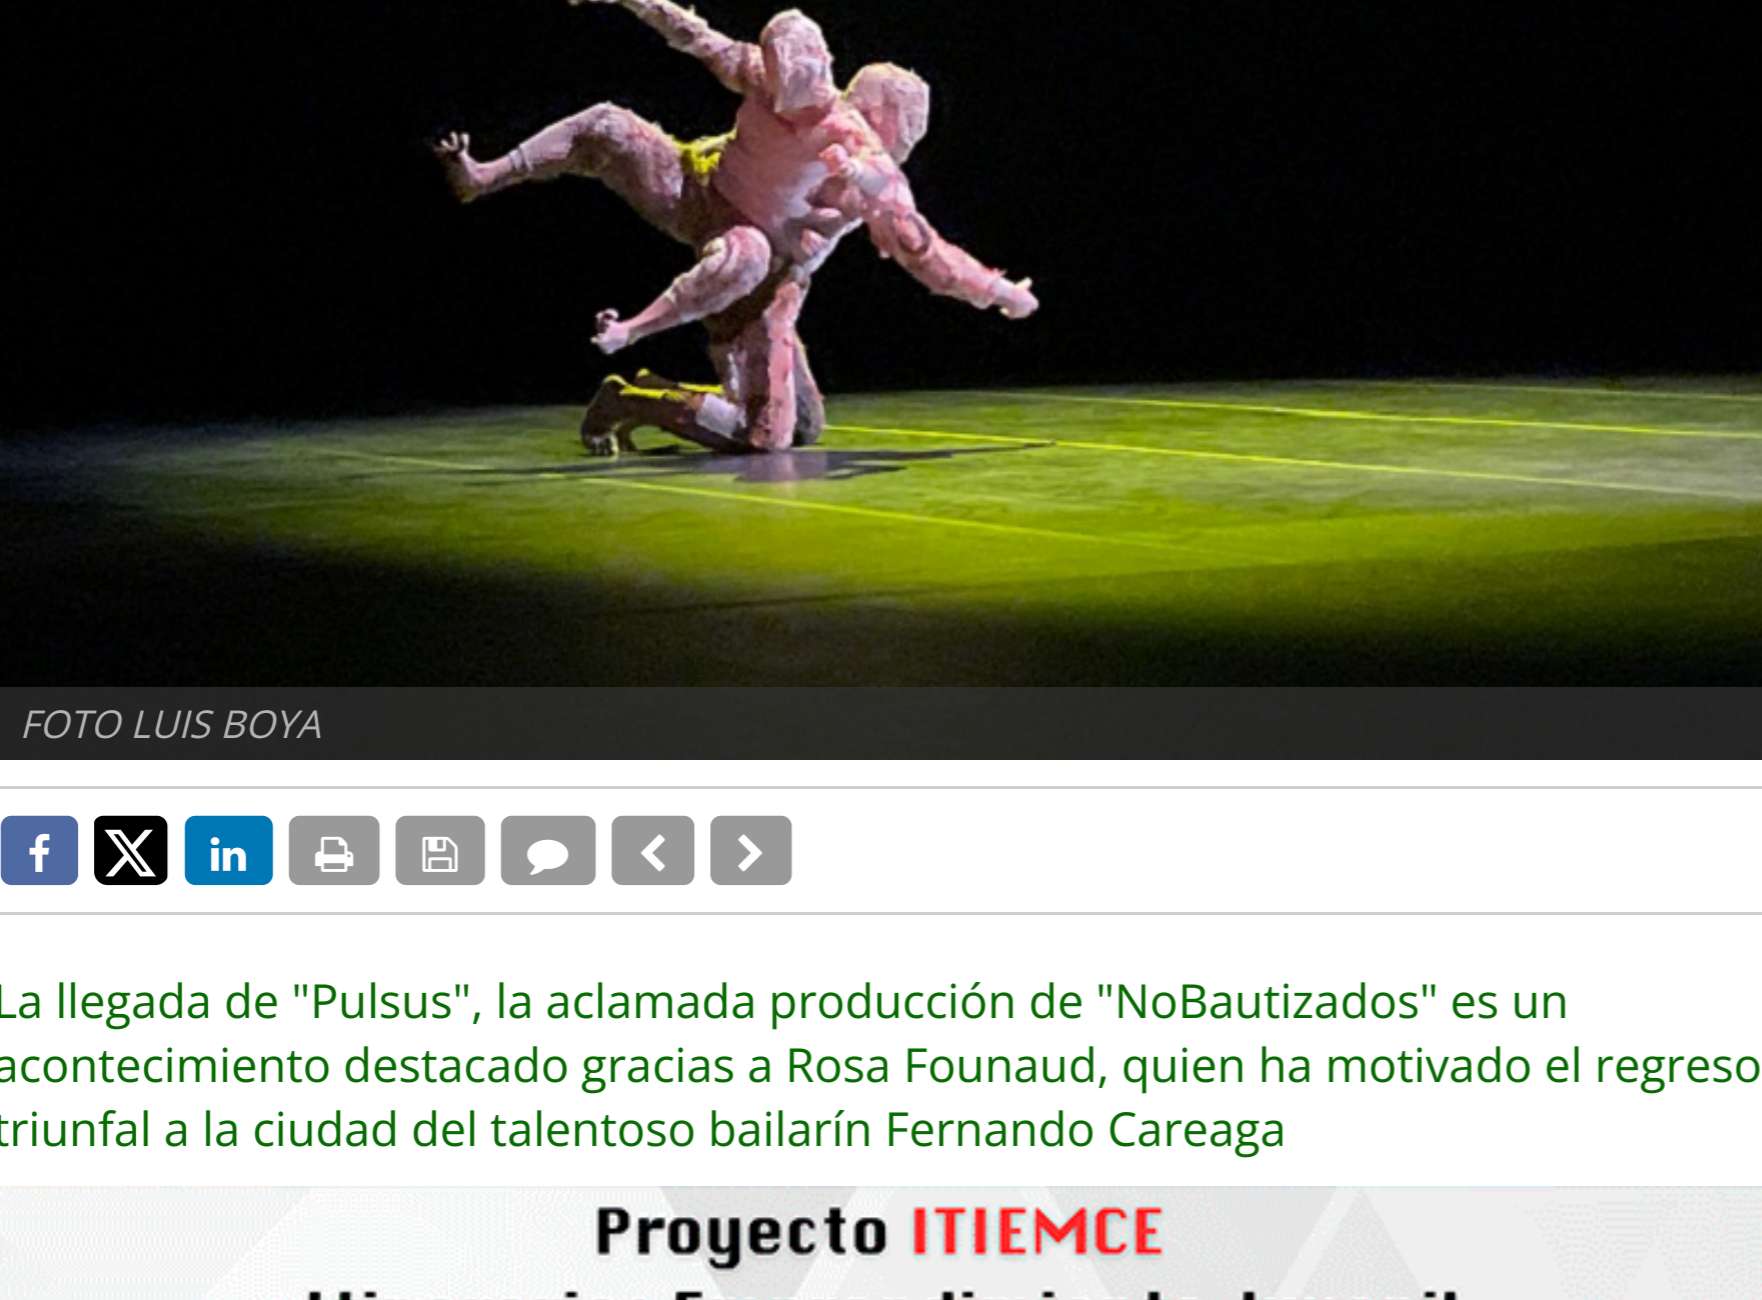 FOTO LUIS BOYA
La llegada de "Pulsus", la aclamada producción de "NoBautizados" es un
acontecimiento destacado gracias a Rosa Founaud, quien ha motivado el regreso
triunfal a la ciudad del talentoso bailarín Fernando Careaga
Proyecto ITIEMCE